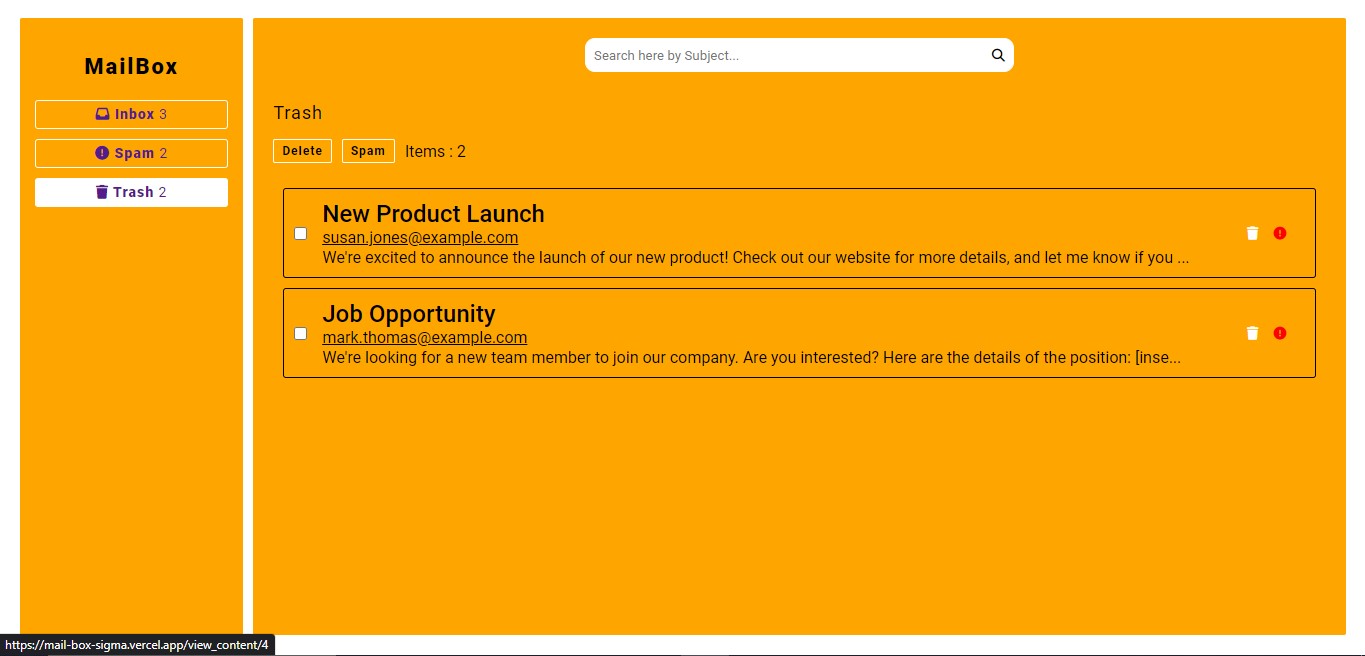 MailBox
Inbox 3
Spam 2
Trash 2
Search here by Subject...
Trash
Delete Spam Items : 2
New Product Launch
susan.jones@example.com
We're excited to announce the launch of our new product! Check out our website for more details, and let me know if you ...
Job Opportunity
mark.thomas@example.com
We're looking for a new team member to join our company. Are you interested? Here are the details of the position: [inse...
https://mail-box-sigma.vercel.app/view_content/4